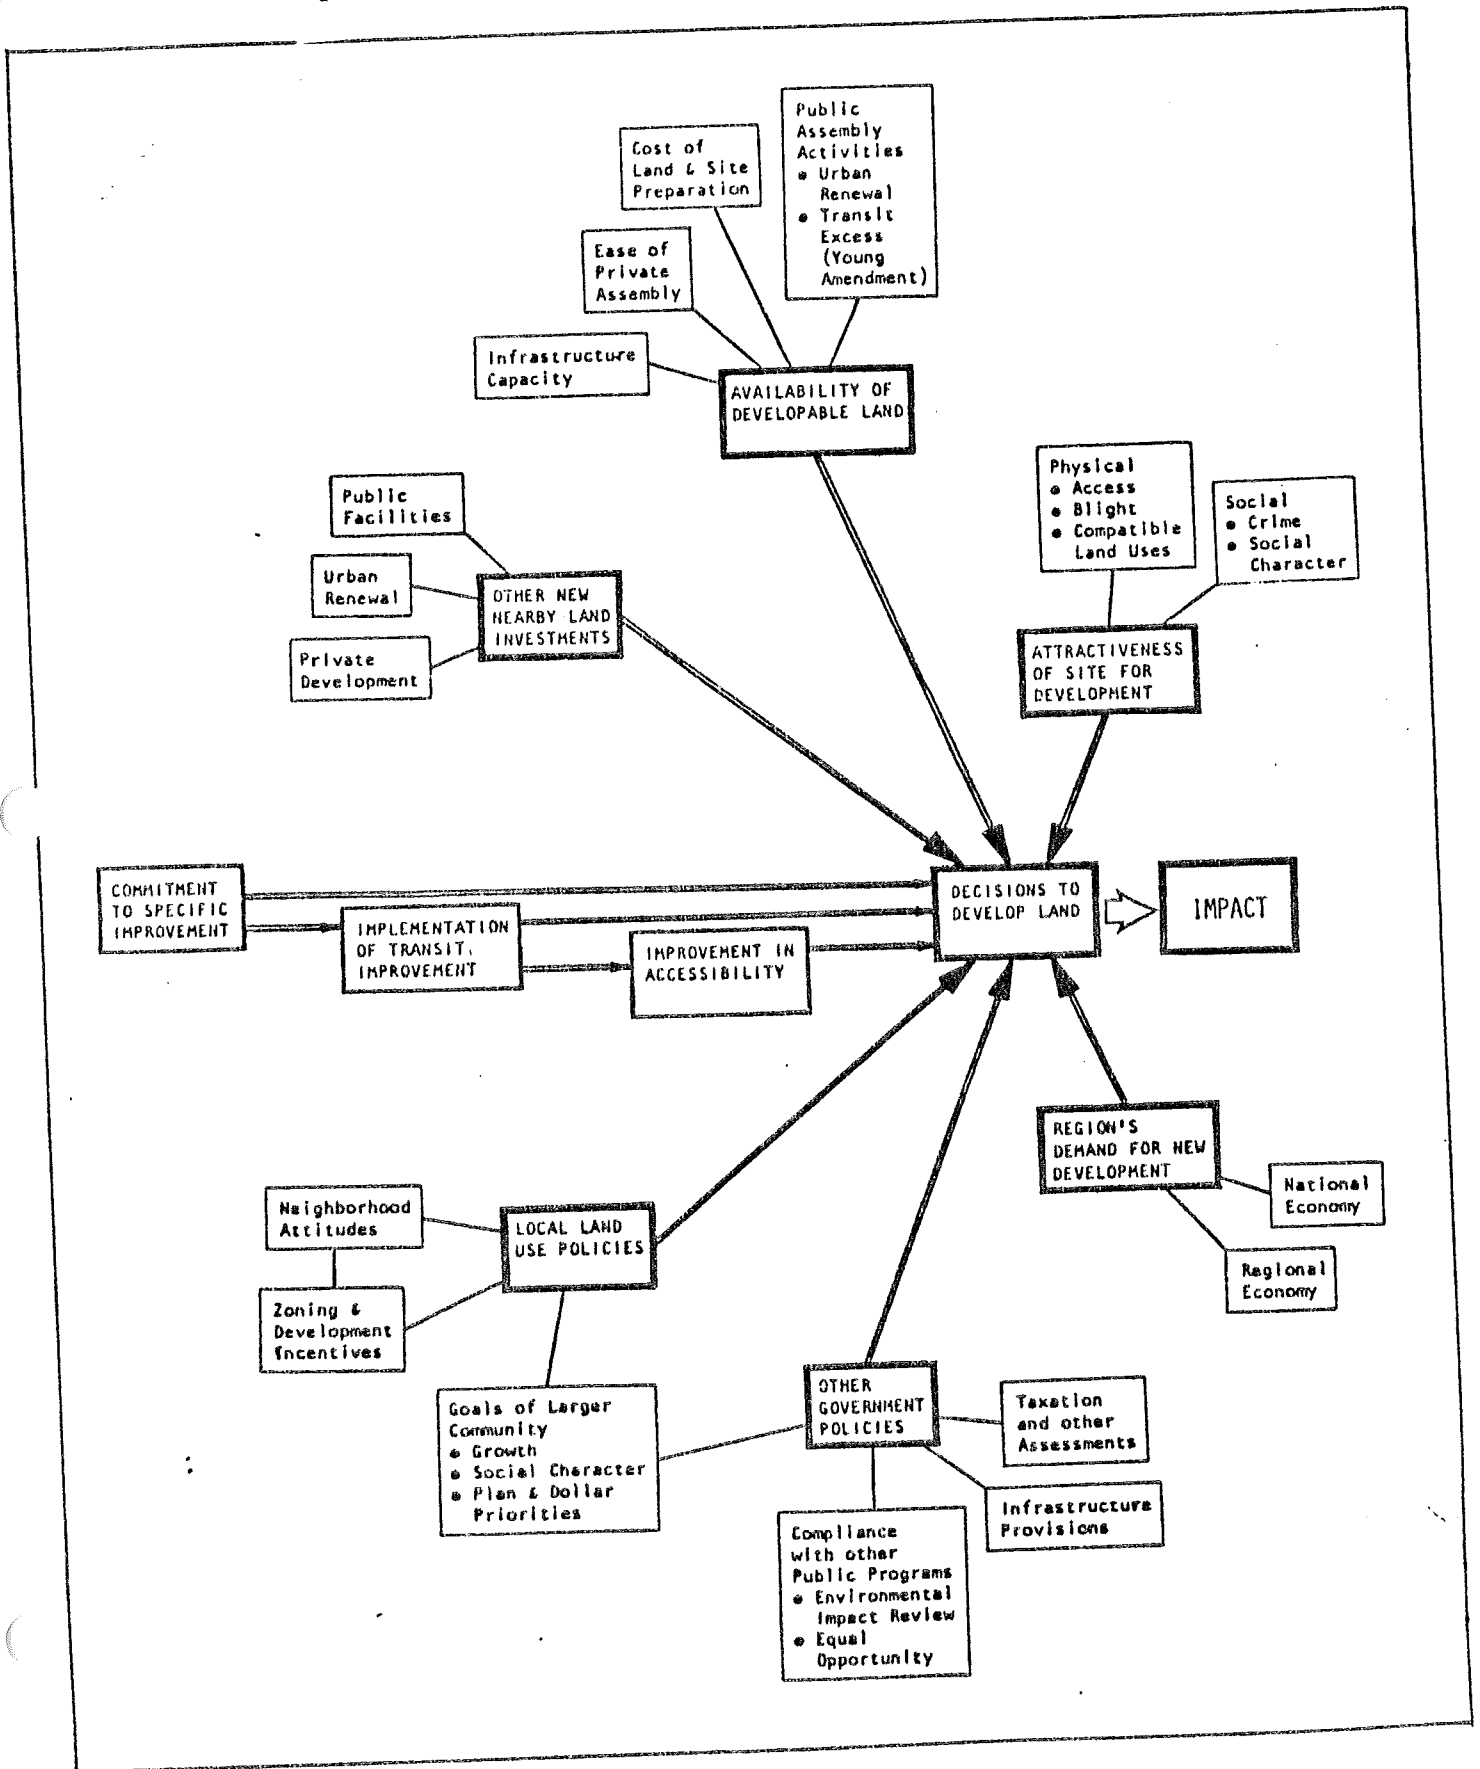 Public
Assembly
Activities
• Urban
Renewal
• Transit
Excess
(Young
Amendment)
Cost of
Land & Site
Preparation
Ease of
Private
Assembly
Infrastructure
Capacity
AVAILABILITY OF
DEVELOPABLE LAND
Physical
• Access
• Blight
• Compatible
Land Uses
Social
• Crime
• Social
Character
ATTRACTIVENESS
OF SITE FOR
DEVELOPMENT
Public
Facilities
Urban
Renewal
Private
Development
OTHER NEW
NEARBY LAND
INVESTMENTS
COMMITMENT
TO SPECIFIC
IMPROVEMENT
IMPLEMENTATION
OF TRANSIT
IMPROVEMENT
IMPROVEMENT IN
ACCESSIBILITY
DECISIONS TO
DEVELOP LAND
IMPACT
REGION'S
DEMAND FOR NEW
DEVELOPMENT
National
Economy
Regional
Economy
Neighborhood
Attitudes
LOCAL LAND
USE POLICIES
Zoning &
Development
Incentives
Goals of Larger
Community
• Growth
• Social Character
• Plan & Dollar
Priorities
OTHER
GOVERNMENT
POLICIES
Taxation
and other
Assessments
Infrastructure
Provisions
Compliance
with other
Public Programs
• Environmental
Impact Review
• Equal
Opportunity